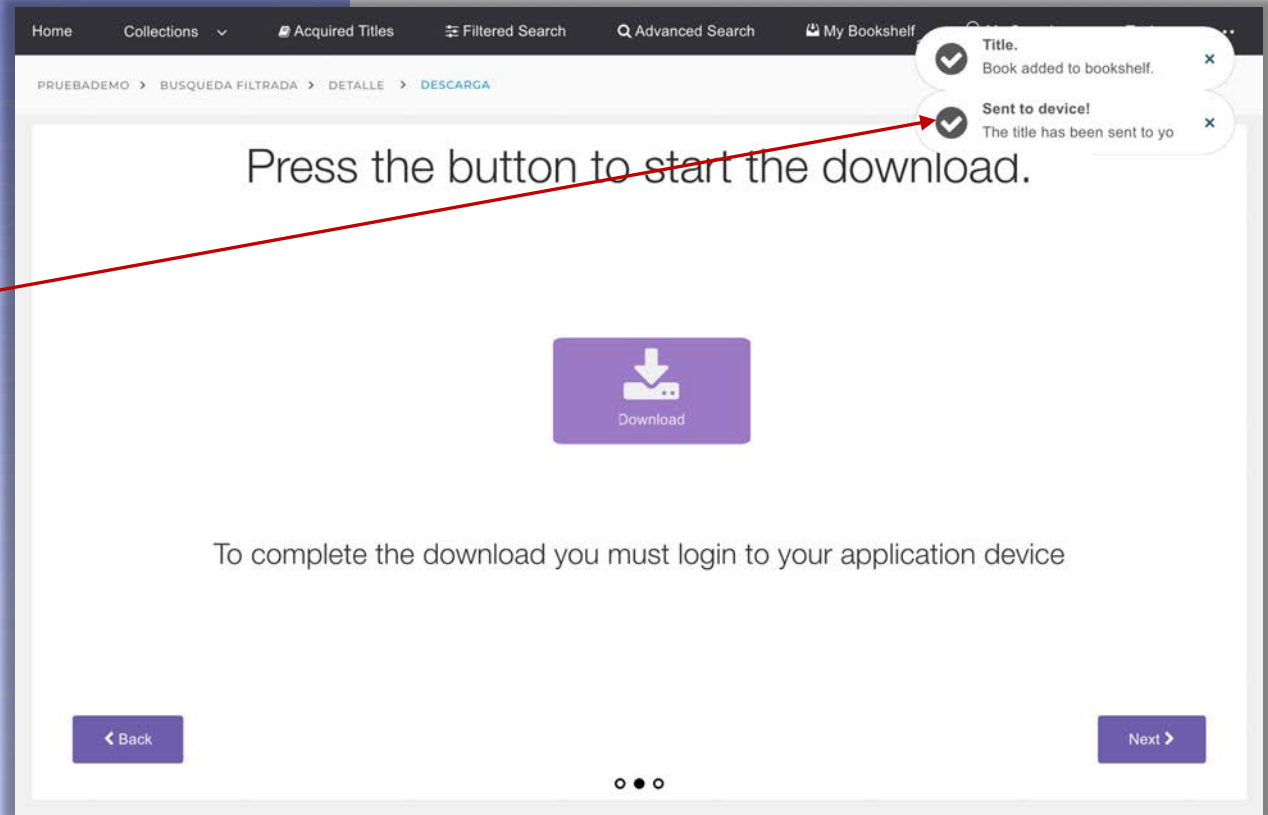 Home Collections Acquired Titles Filtered Search Advanced Search My Bookshelf
Title.
Book added to bookshelf.
PRUEBADEMO > BUSQUEDA FILTRADA > DETALLE > DESCARGA
Sent to device!
The title has been sent to yo
Press the button to start the download.
Download
To complete the download you must login to your application device
Back
Next